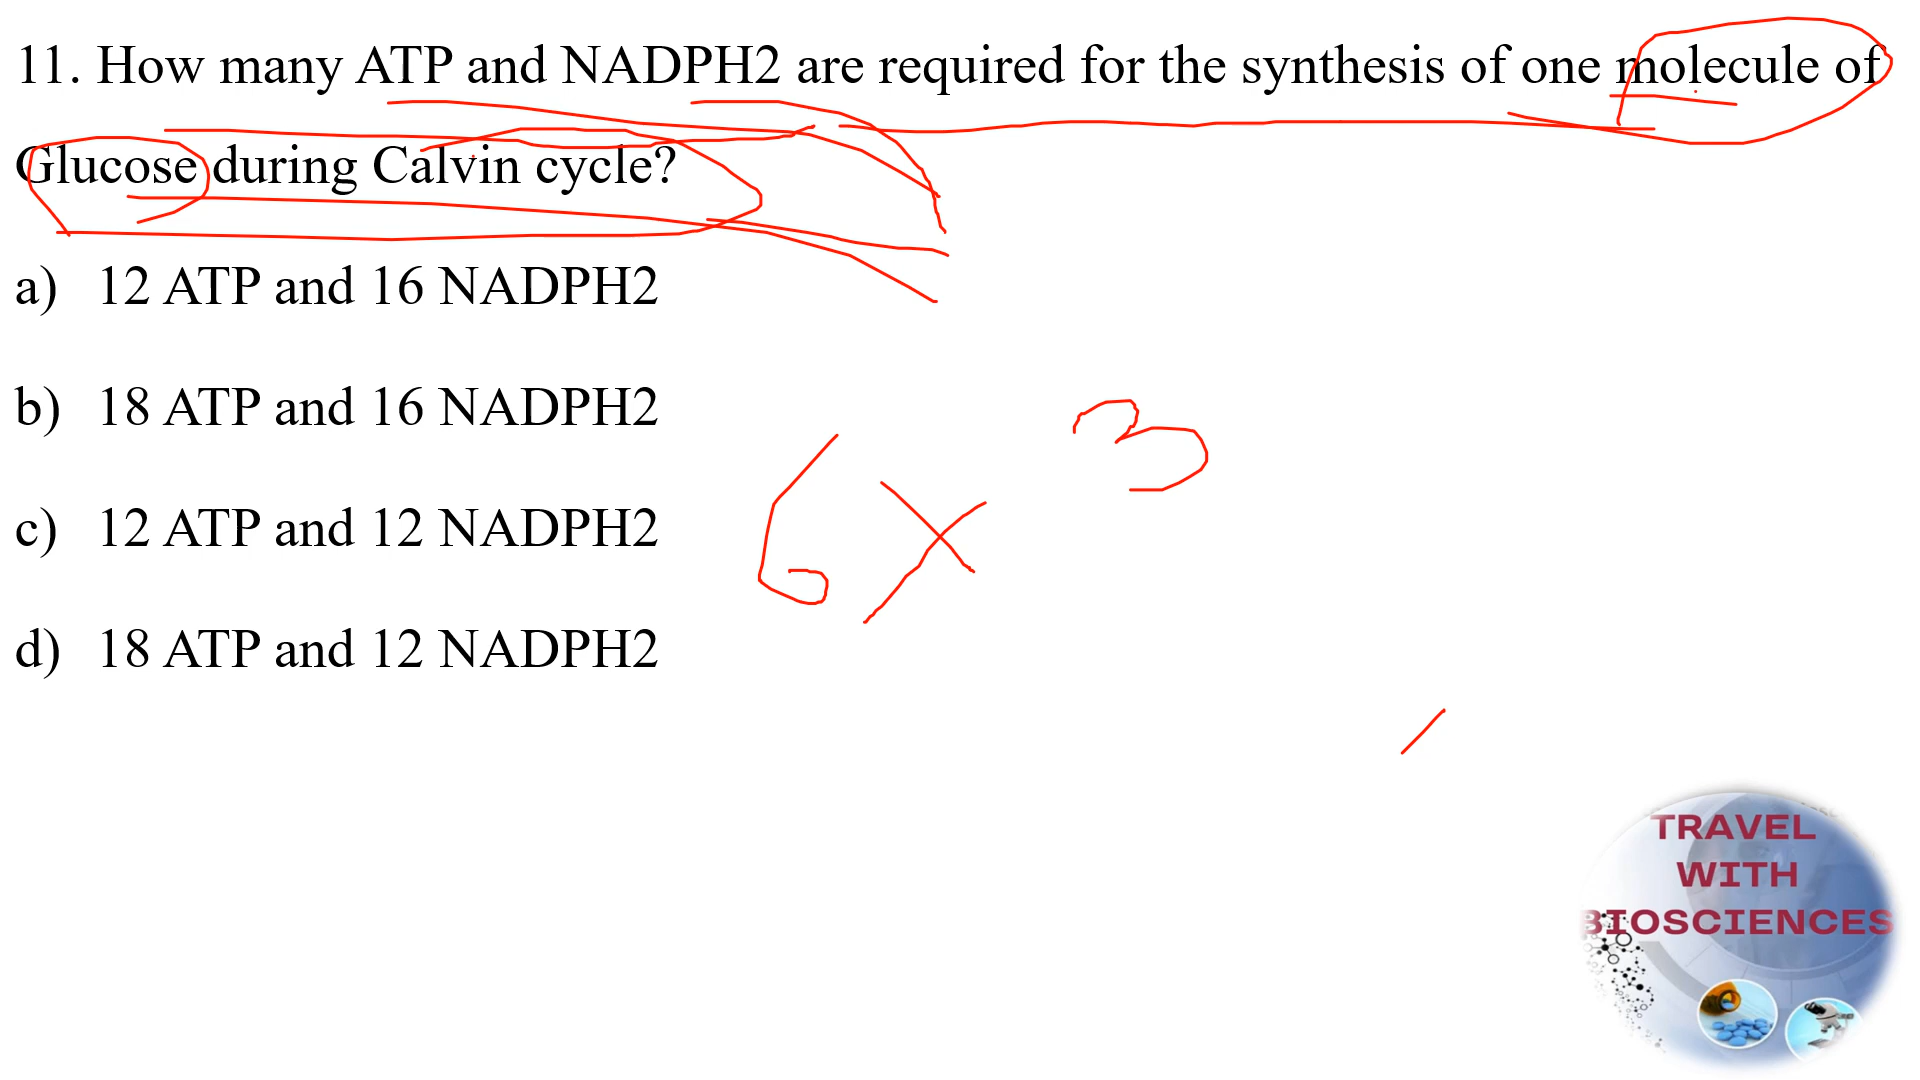 11. How many ATP and NADPH2 are required for the synthesis of one molecule of
Glucose during Calvin cycle?
a) 12 ATP and 16 NADPH2
b) 18 ATP and 16 NADPH2
c) 12 ATP and 12 NADPH2
d) 18 ATP and 12 NADPH2
6 x 3
TRAVEL
WITH
BIOSCIENCES